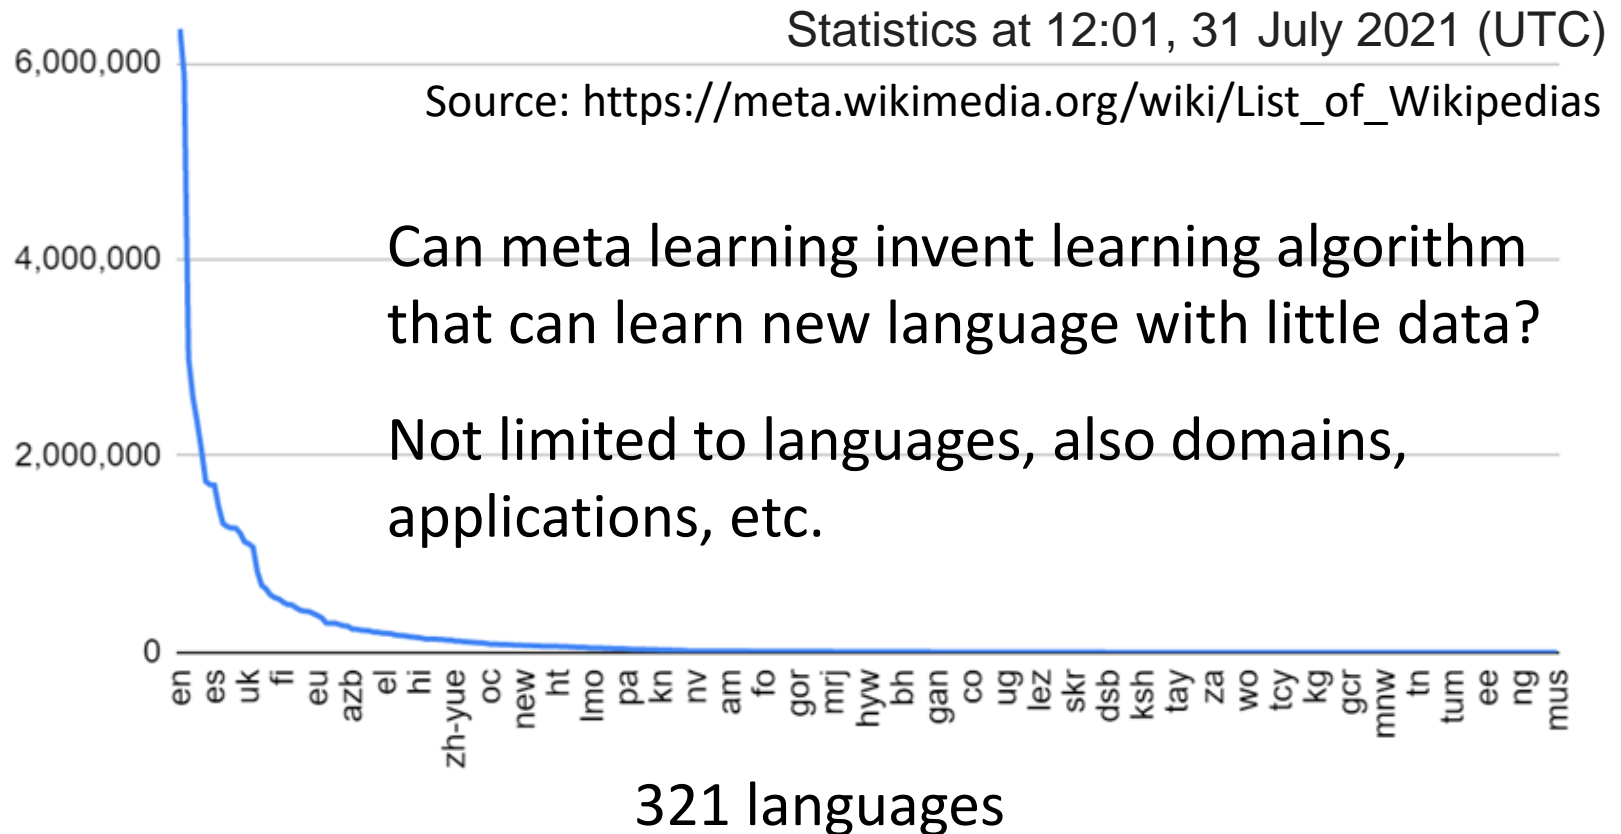 Statistics at 12:01, 31 July 2021 (UTC)
6,000,000
Source: https://meta.wikimedia.org/wiki/List_of_Wikipedias
Can meta learning invent learning algorithm
4,000,000
that can learn new language with little data?
Not limited to languages, also domains,
2,000,000
applications, etc.
0
en es uk fi eu azb el hi zh-yue oc new ht lmo pa kn nv am fo gor mrj hyw bh gan co ug lez skr dsb ksh tay za wo tcy kg gcr mnw tn tum ee ng mus
321 languages